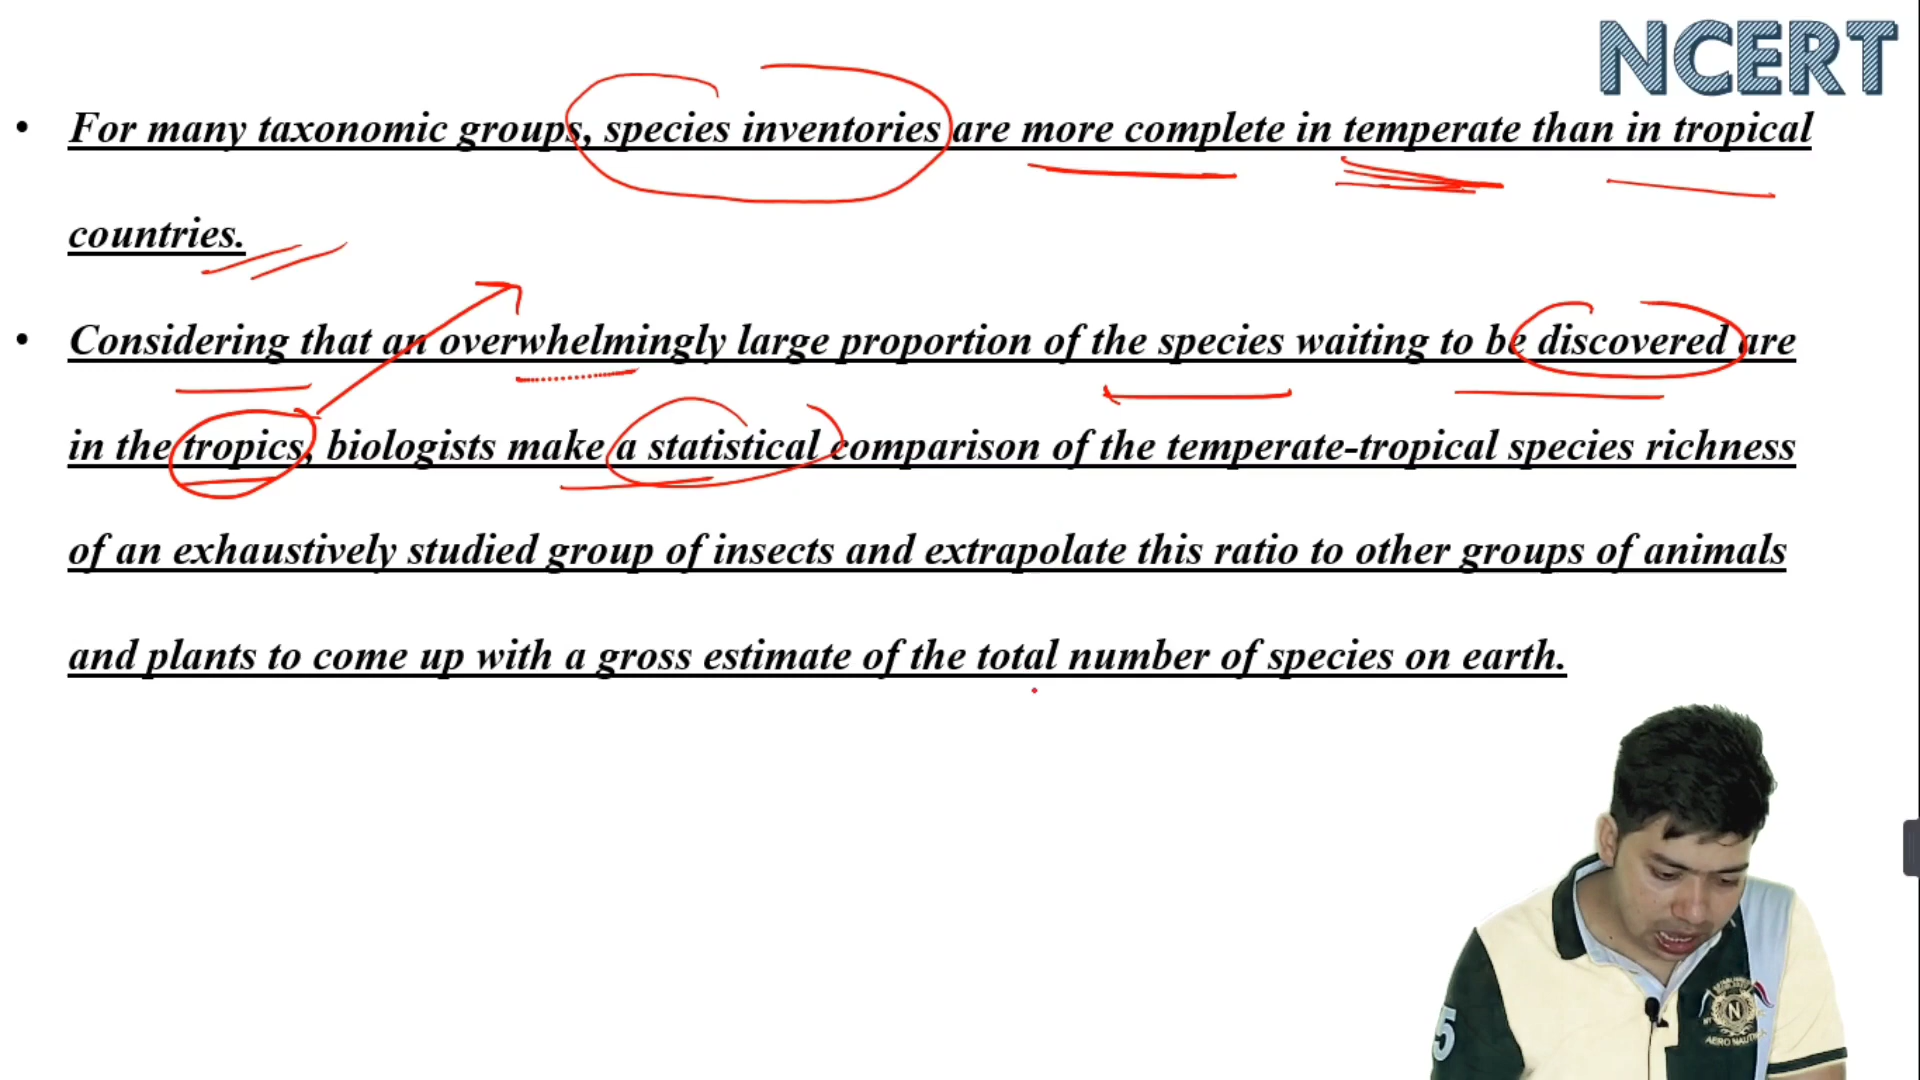 NCERT
• For many taxonomic groups, species inventories are more complete in temperate than in tropical
countries.
• Considering that an overwhelmingly large proportion of the species waiting to be discovered are
in the tropics, biologists make a statistical comparison of the temperate-tropical species richness
of an exhaustively studied group of insects and extrapolate this ratio to other groups of animals
and plants to come up with a gross estimate of the total number of species on earth.
N
5